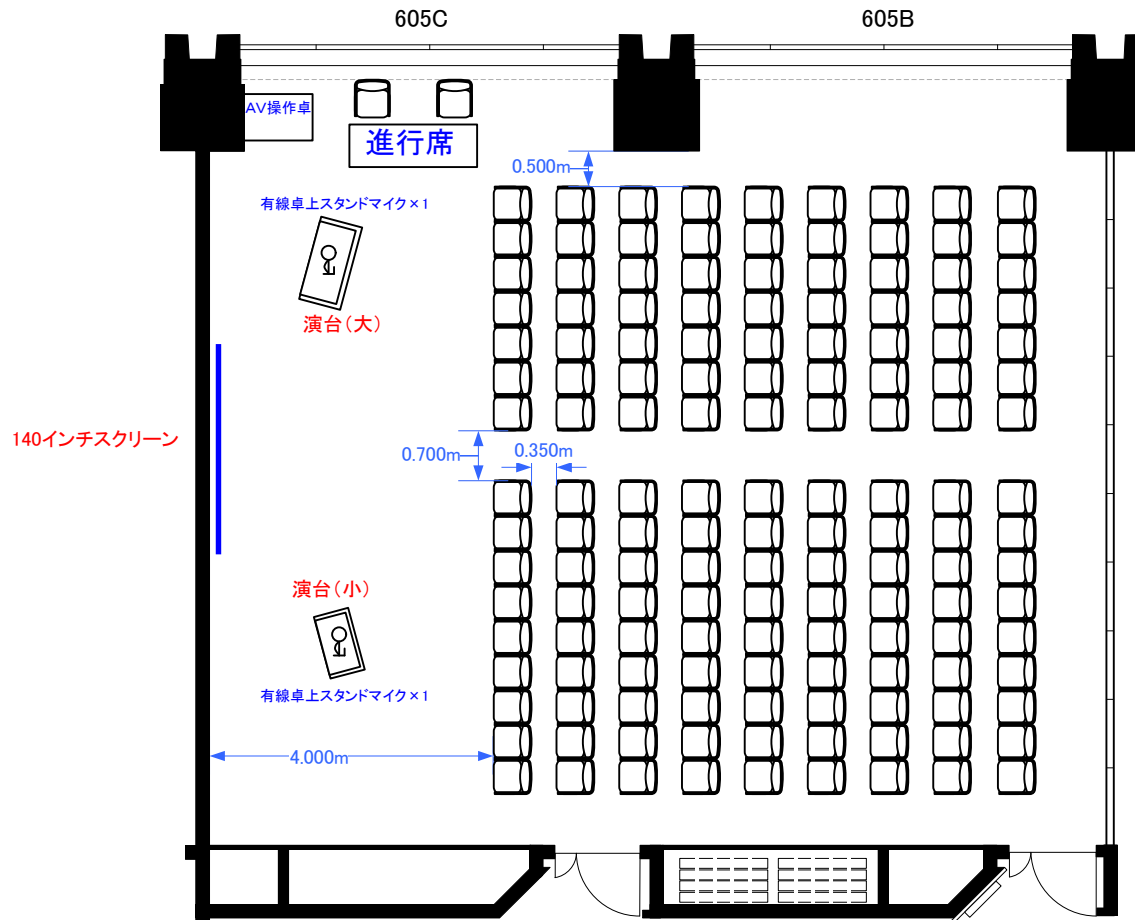 605C
605B
AV操作卓
進行席
0.500m
有線卓上スタンドマイク×1
演台(大)
140インチスクリーン
0.700m
0.350m
演台(小)
有線卓上スタンドマイク×1
4.000m